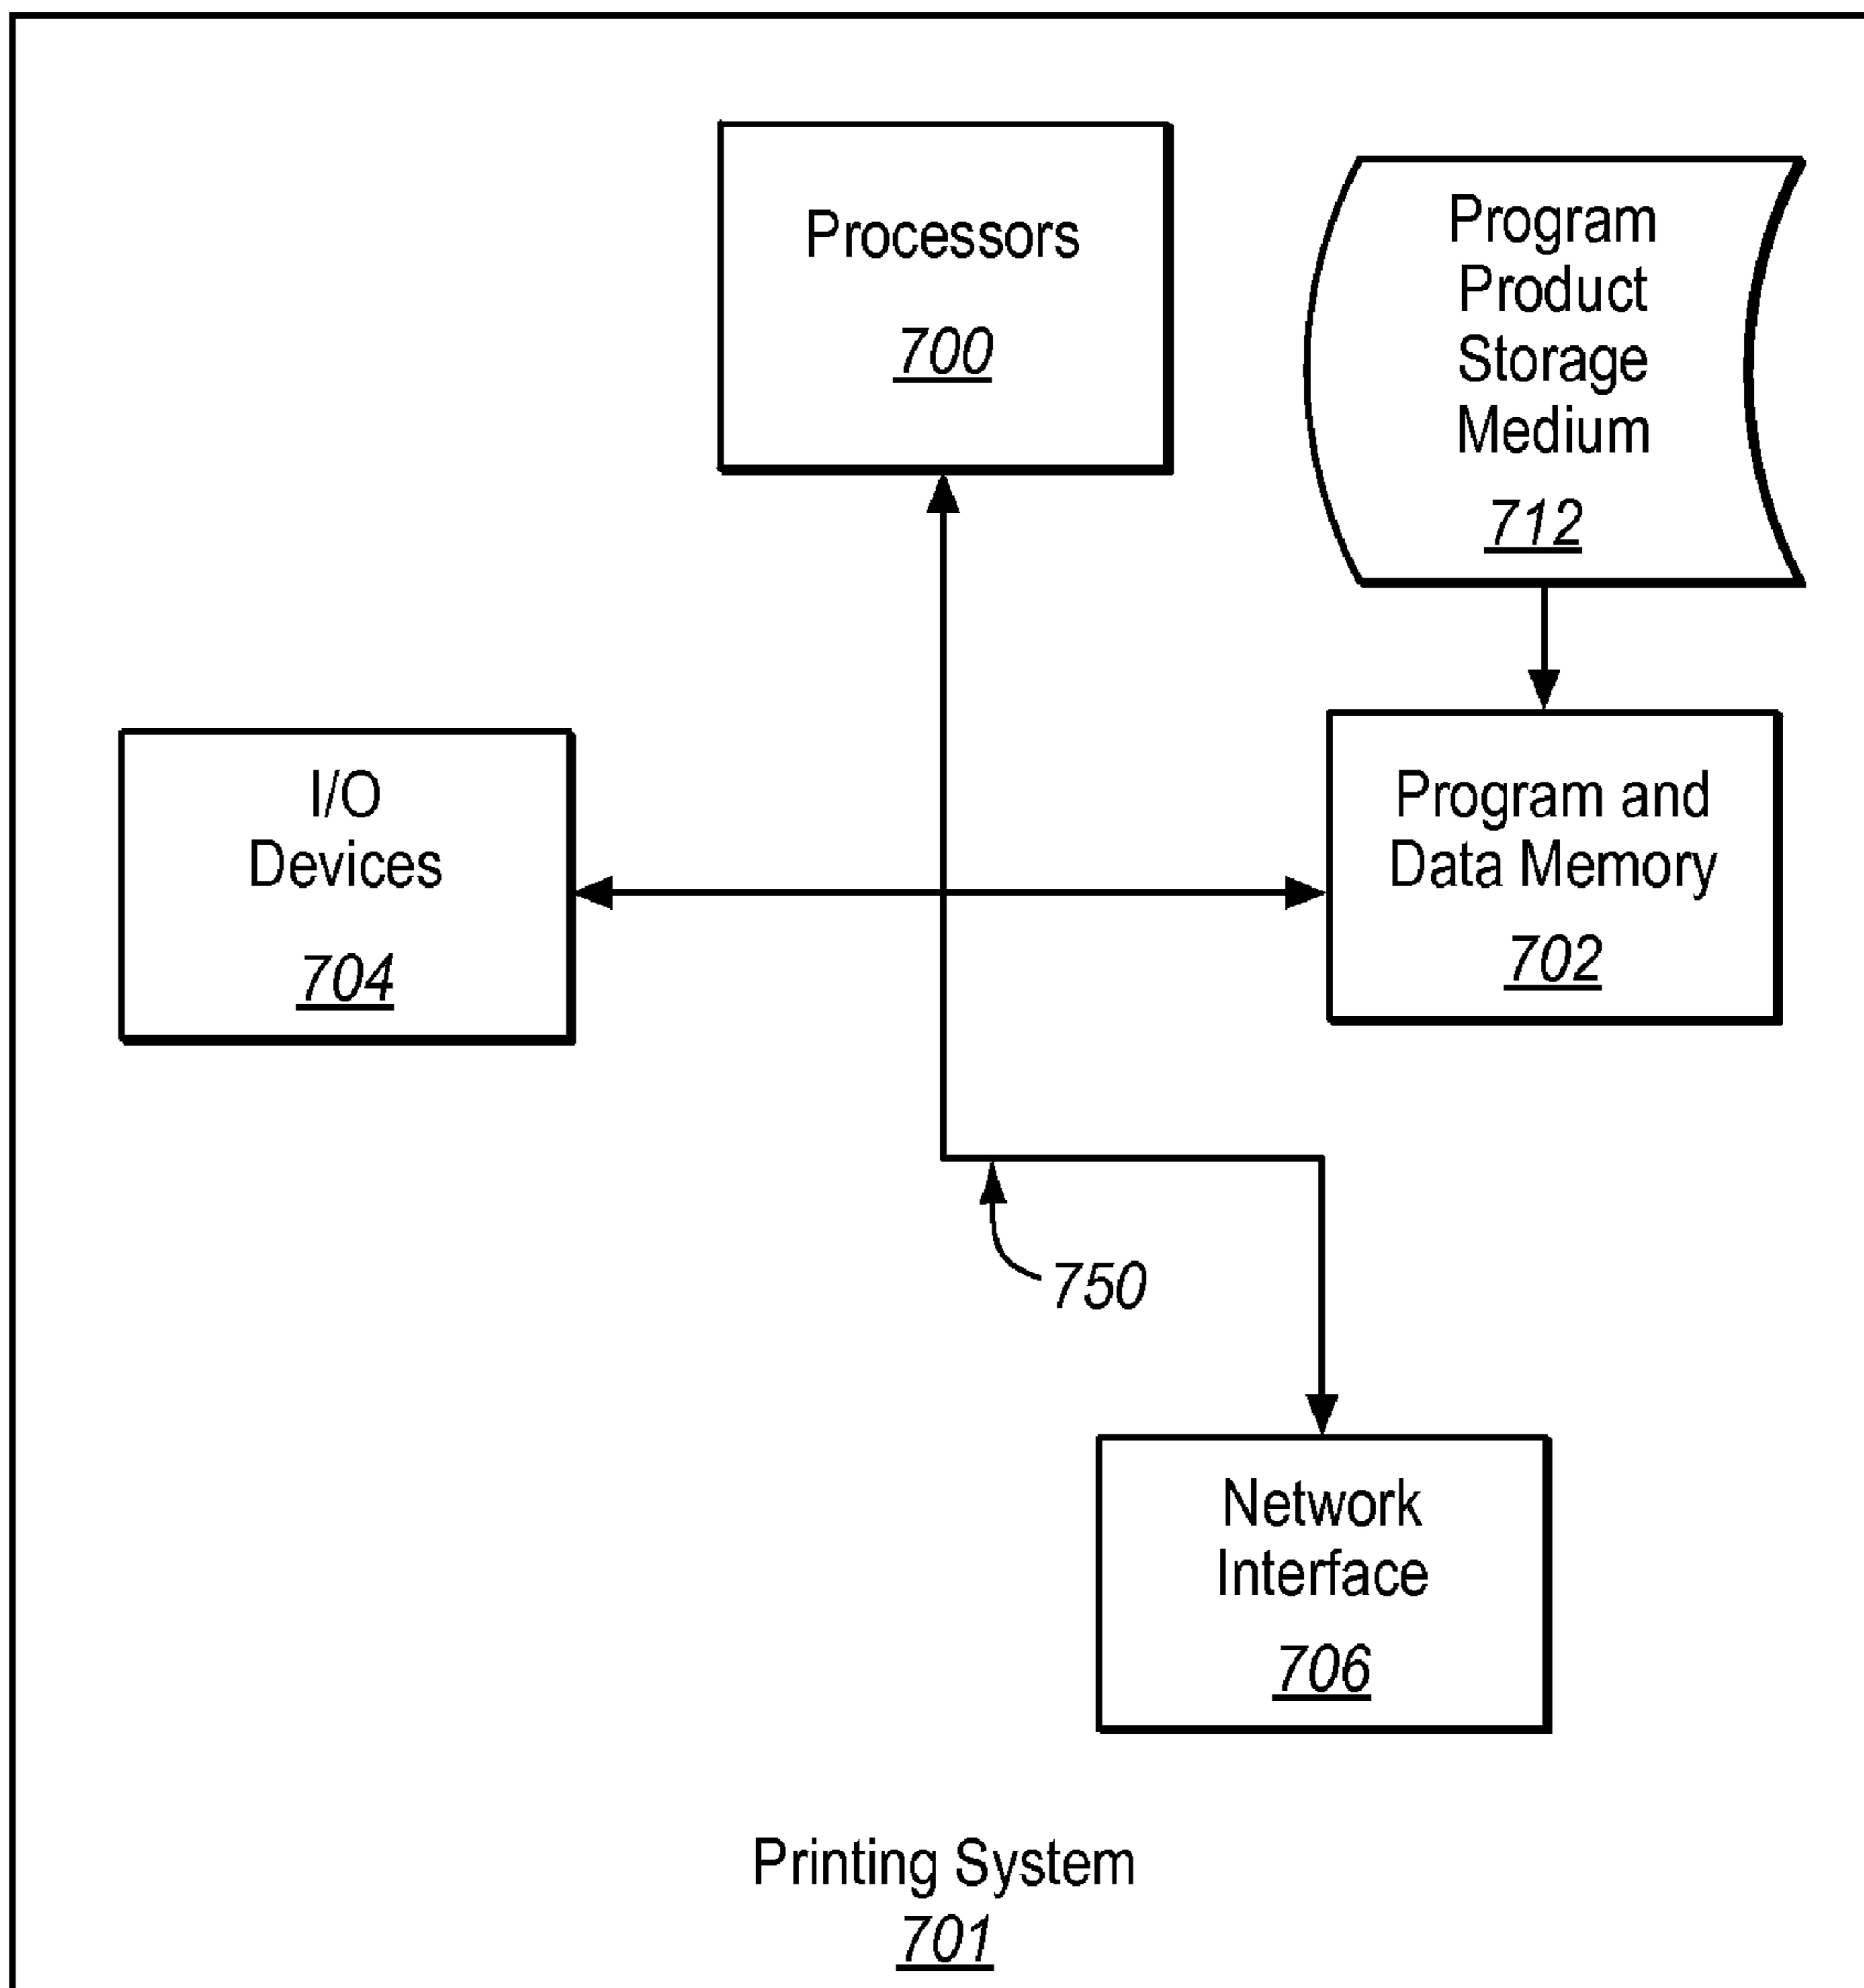 Processors
700
Program
Product
Storage
Medium
712
I/O
Devices
704
Program and
Data Memory
702
750
Network
Interface
706
Printing System
701